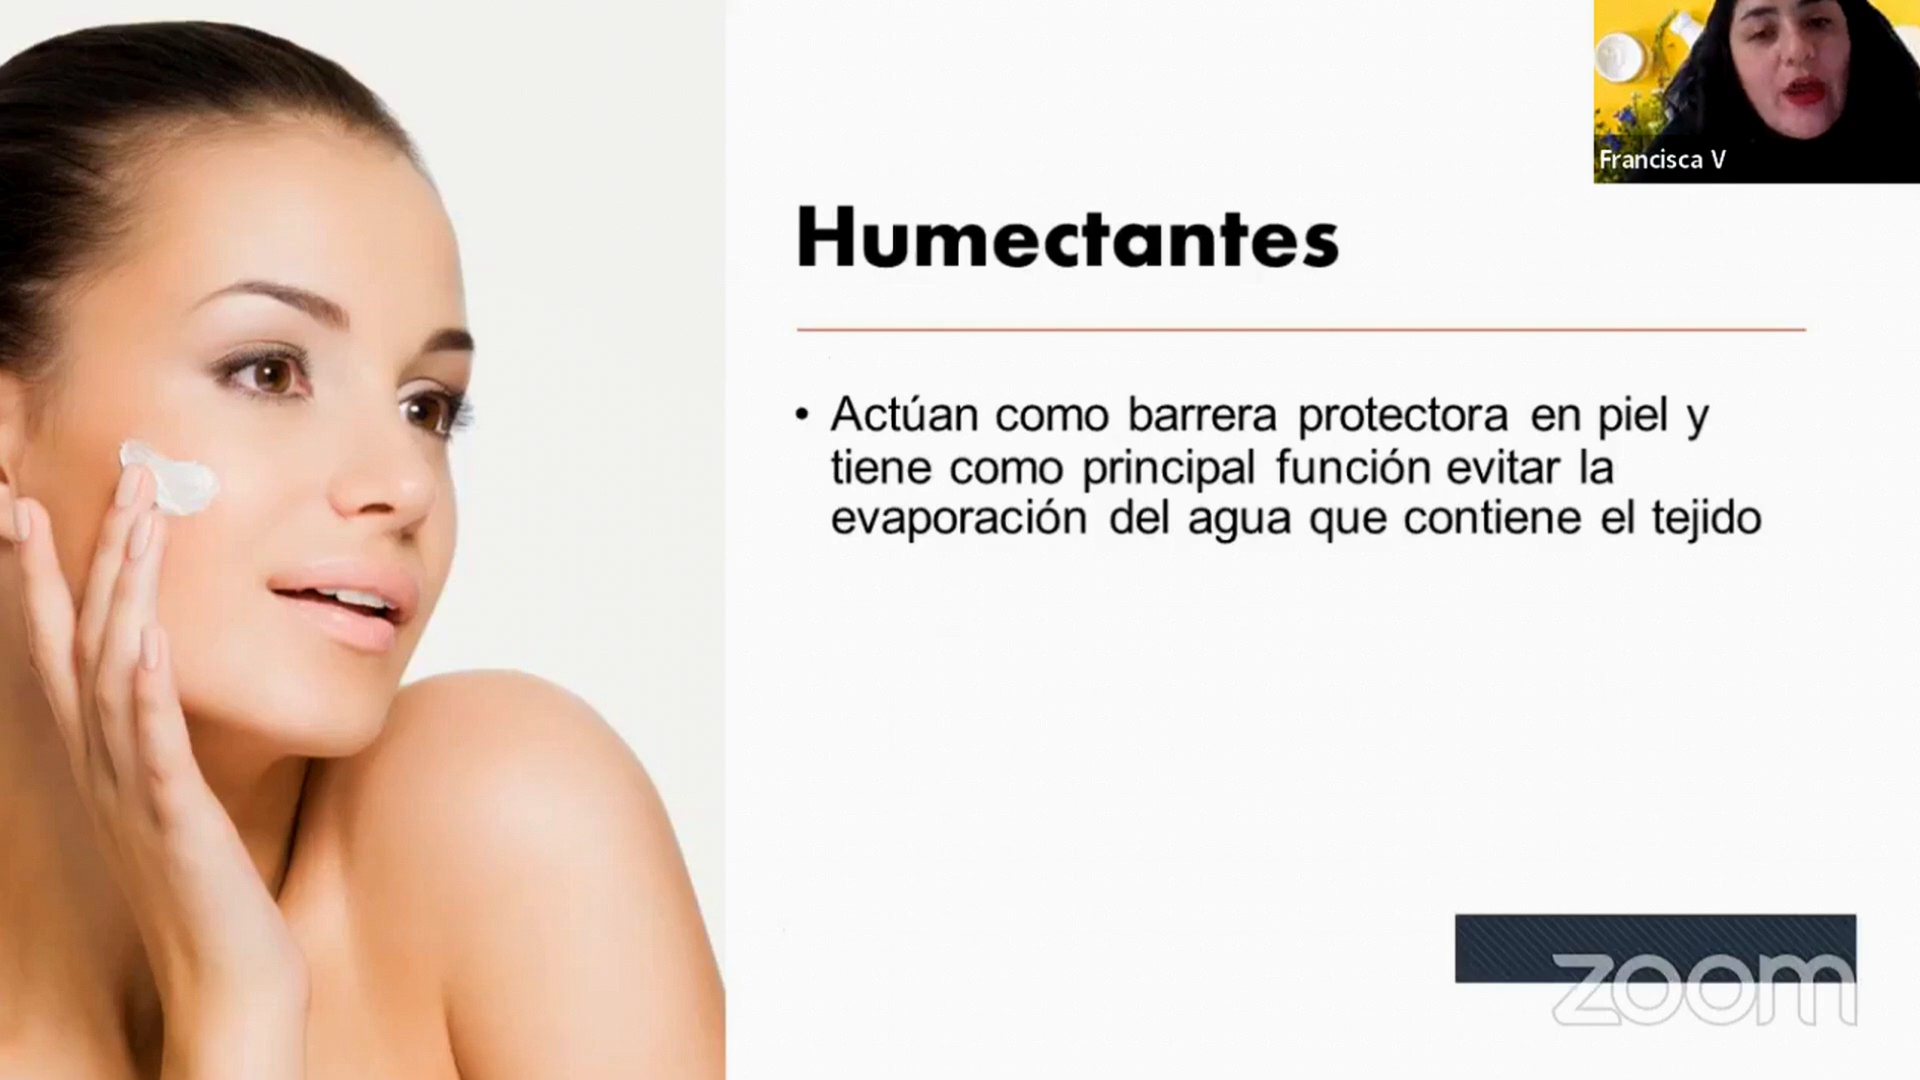 Francisca V
Humectantes
• Actúan como barrera protectora en piel y
tiene como principal función evitar la
evaporación del agua que contiene el tejido
zoom